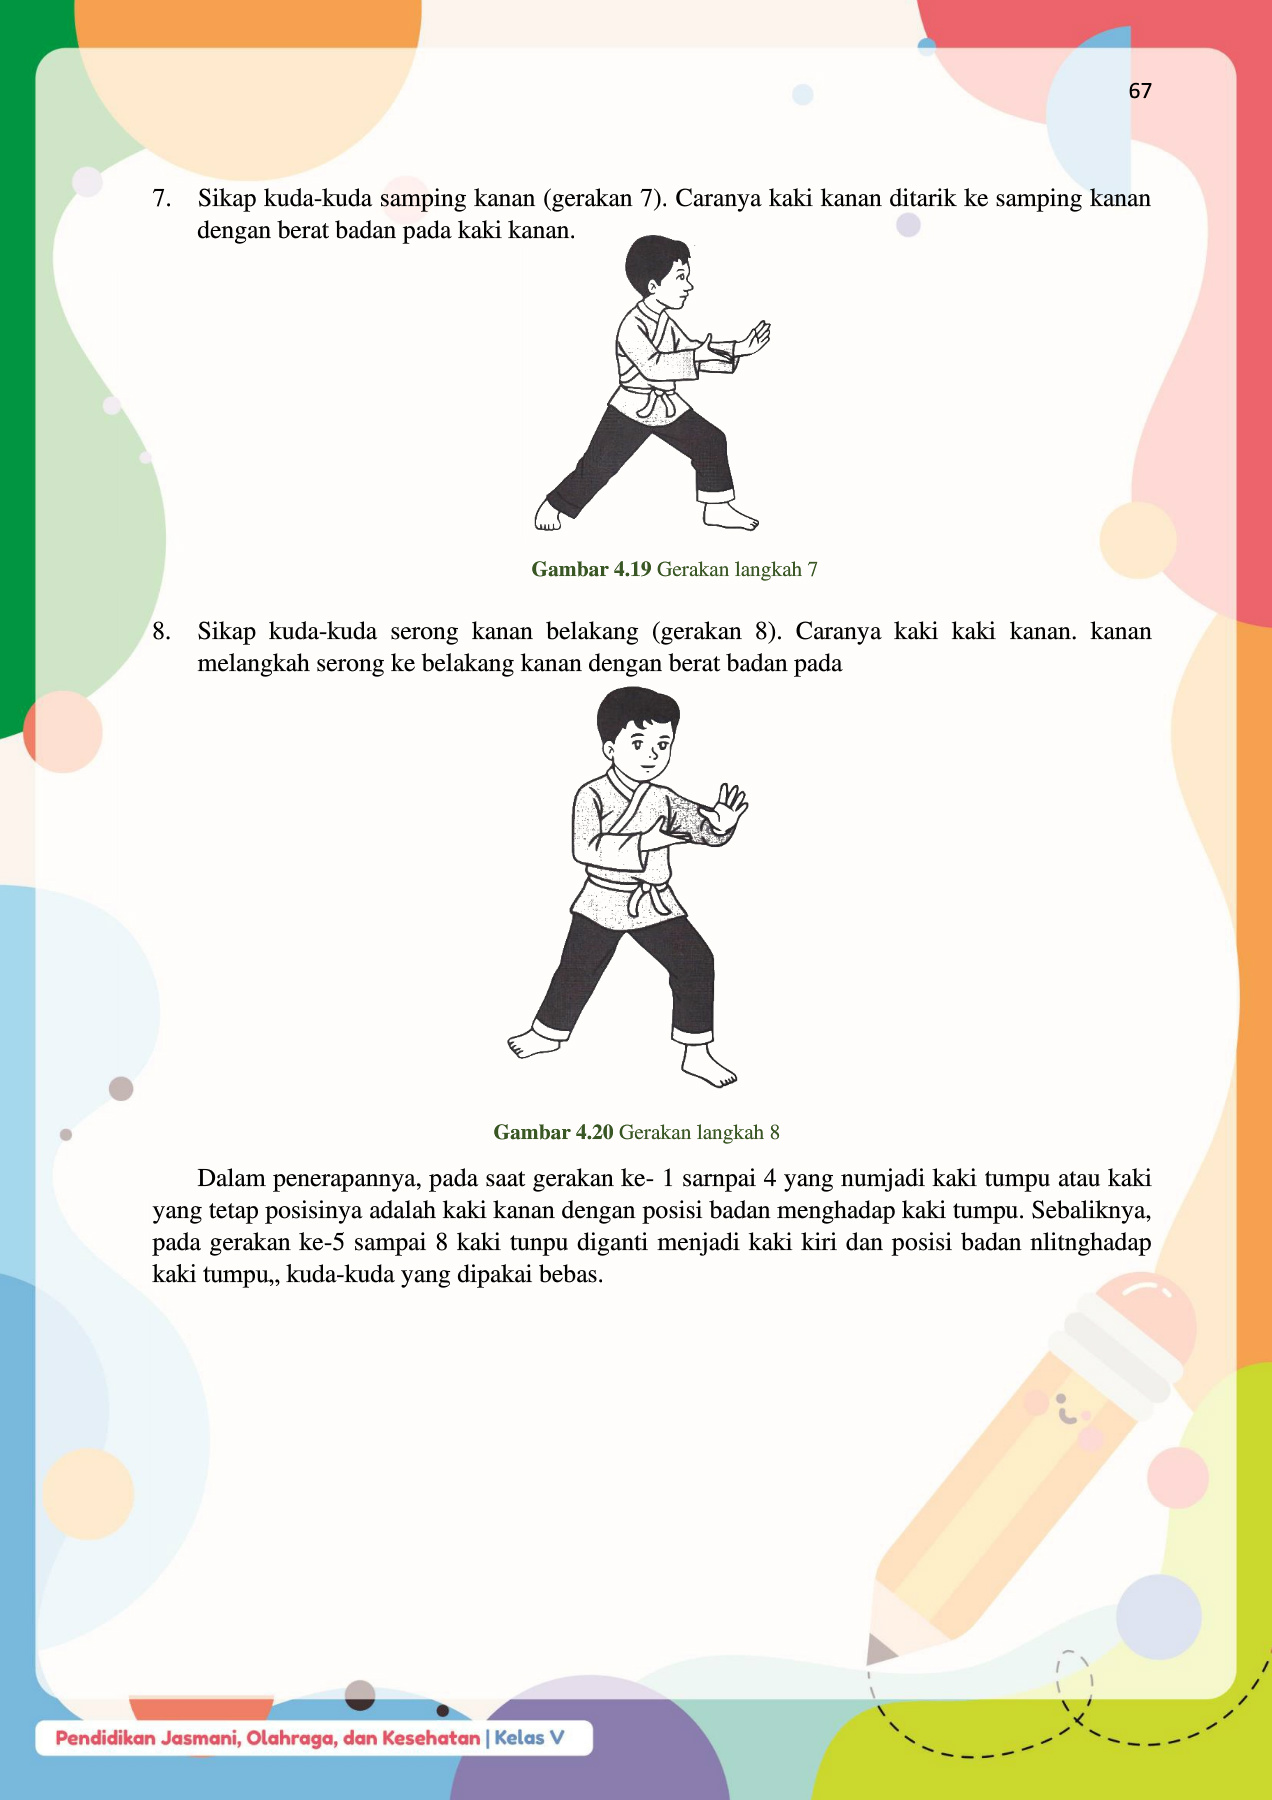 67
7. Sikap kuda-kuda samping kanan (gerakan 7). Caranya kaki kanan ditarik ke samping kanan
dengan berat badan pada kaki kanan.
Gambar 4.19 Gerakan langkah 7
8. Sikap kuda-kuda serong kanan belakang (gerakan 8). Caranya kaki kaki kanan. kanan
melangkah serong ke belakang kanan dengan berat badan pada
Gambar 4.20 Gerakan langkah 8
Dalam penerapannya, pada saat gerakan ke- 1 sarnpai 4 yang numjadi kaki tumpu atau kaki
yang tetap posisinya adalah kaki kanan dengan posisi badan menghadap kaki tumpu. Sebaliknya,
pada gerakan ke-5 sampai 8 kaki tunpu diganti menjadi kaki kiri dan posisi badan nlitnghadap
kaki tumpu,, kuda-kuda yang dipakai bebas.
Pendidikan Jasmani, Olahraga, dan Kesehatan | Kelas V